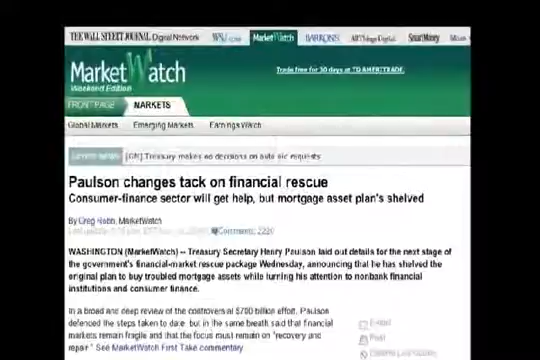 THE WALL STREET JOURNAL Digital Network MarketWatch BARRONS AllThingsDigital SmartMoney
MarketWatch
Weekend Edition
Trade free for 30 days at TD AMERITRADE.
FRONT PAGE MARKETS
Global Markets Emerging Markets Earnings Watch
Treasury makes no decisions on auto aid requests
Paulson changes tack on financial rescue
Consumer-finance sector will get help, but mortgage asset plan's shelved
By Greg Robb, MarketWatch
Last update: Comments: 2220
WASHINGTON (MarketWatch) -- Treasury Secretary Henry Paulson laid out details for the next stage of
the government's financial-market rescue package Wednesday, announcing that he has shelved the
original plan to buy troubled mortgage assets while turning his attention to nonbank financial
institutions and consumer finance.
In a broad and deep review of the controversial $700 billion effort, Paulson
defended the steps taken to date but in the same breath said that financial
markets remain fragile and that the focus must remain on "recovery and
repair." See MarketWatch First Take commentary
E-mail
Print